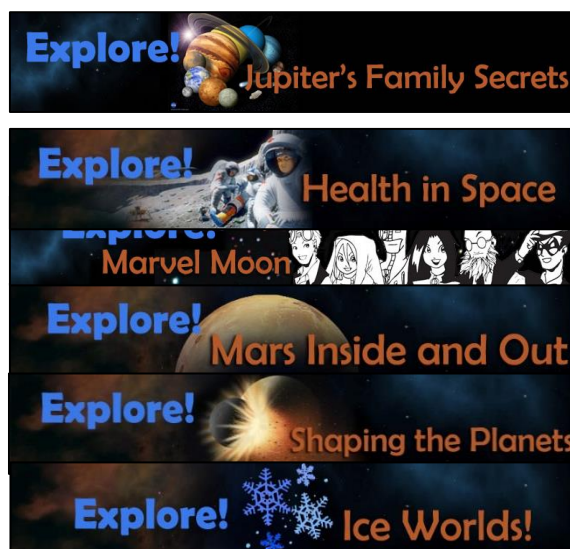 Explore!
Jupiter's Family Secrets
Explore!
Health in Space
Explore!
Marvel Moon
Explore!
Mars Inside and Out
Explore!
Shaping the Planets
Explore!
Ice Worlds!